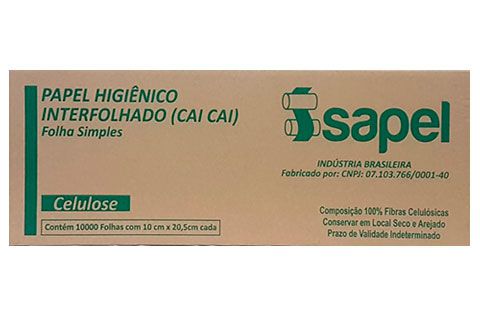 PAPEL HIGIÊNICO
INTERFOLHADO (CAI CAI)
Folha Simples
Celulose
Contém 10000 Folhas com 10 cm x 20,5cm cada
sapel
INDÚSTRIA BRASILEIRA
Fabricado por: CNPJ: 07.103.766/0001-40
Composição 100% Fibras Celulósicas
Conservar em Local Seco e Arejado
Prazo de Validade Indeterminado